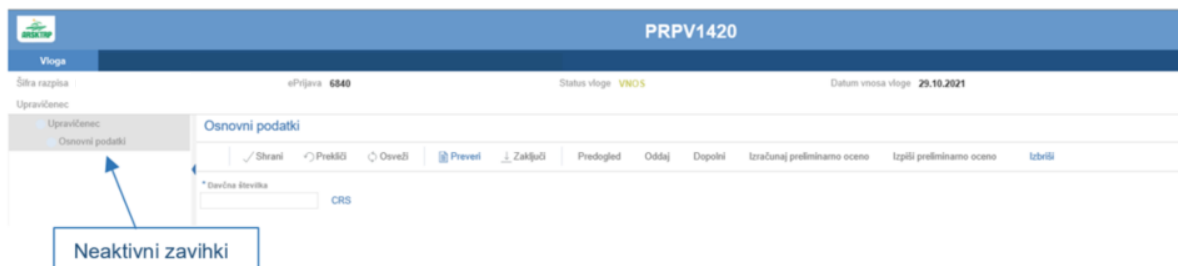 ARSKTRP
PRPV1420
Vloga
Šifra razpisa ePrijava 6840 Status vloge VNOS Datum vnosa vloge 29.10.2021
Upravičenec
Upravičenec
Osnovni podatki
Osnovni podatki
Shrani Prekliči Osveži Preveri Zaključi Predogled Oddaj Dopolni Izračunaj preliminarno oceno Izpiši preliminarno oceno Izbriši
* Davčna številka
CRS
Neaktivni zavihki